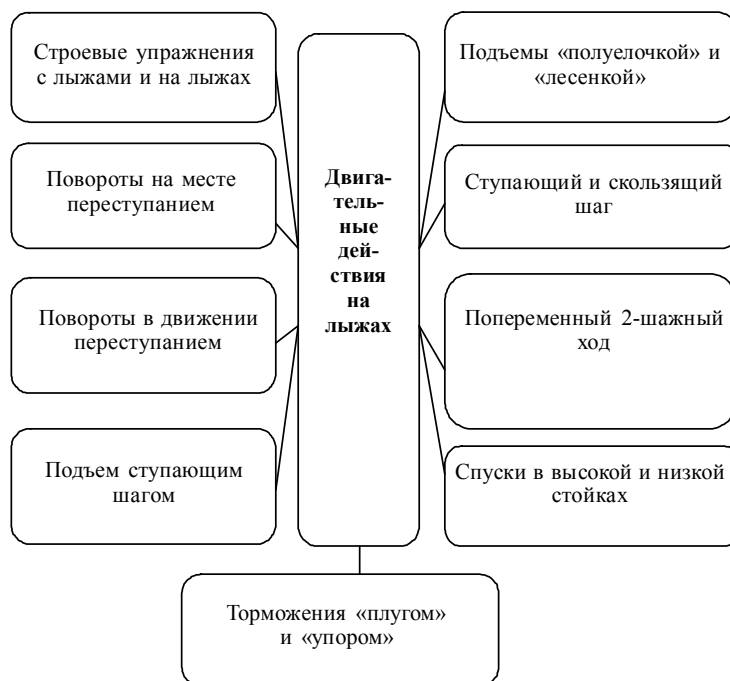 Строевые упражнения
с лыжами и на лыжах
Повороты на месте
переступанием
Повороты в движении
переступанием
Подъем ступающим
шагом
Двига-
тель-
ные
дей-
ствия
на
лыжах
Подъемы «полуелочкой» и
«лесенкой»
Ступающий и скользящий
шаг
Попеременный 2-шажный
ход
Спуски в высокой и низкой
стойках
Торможения «плугом»
и «упором»